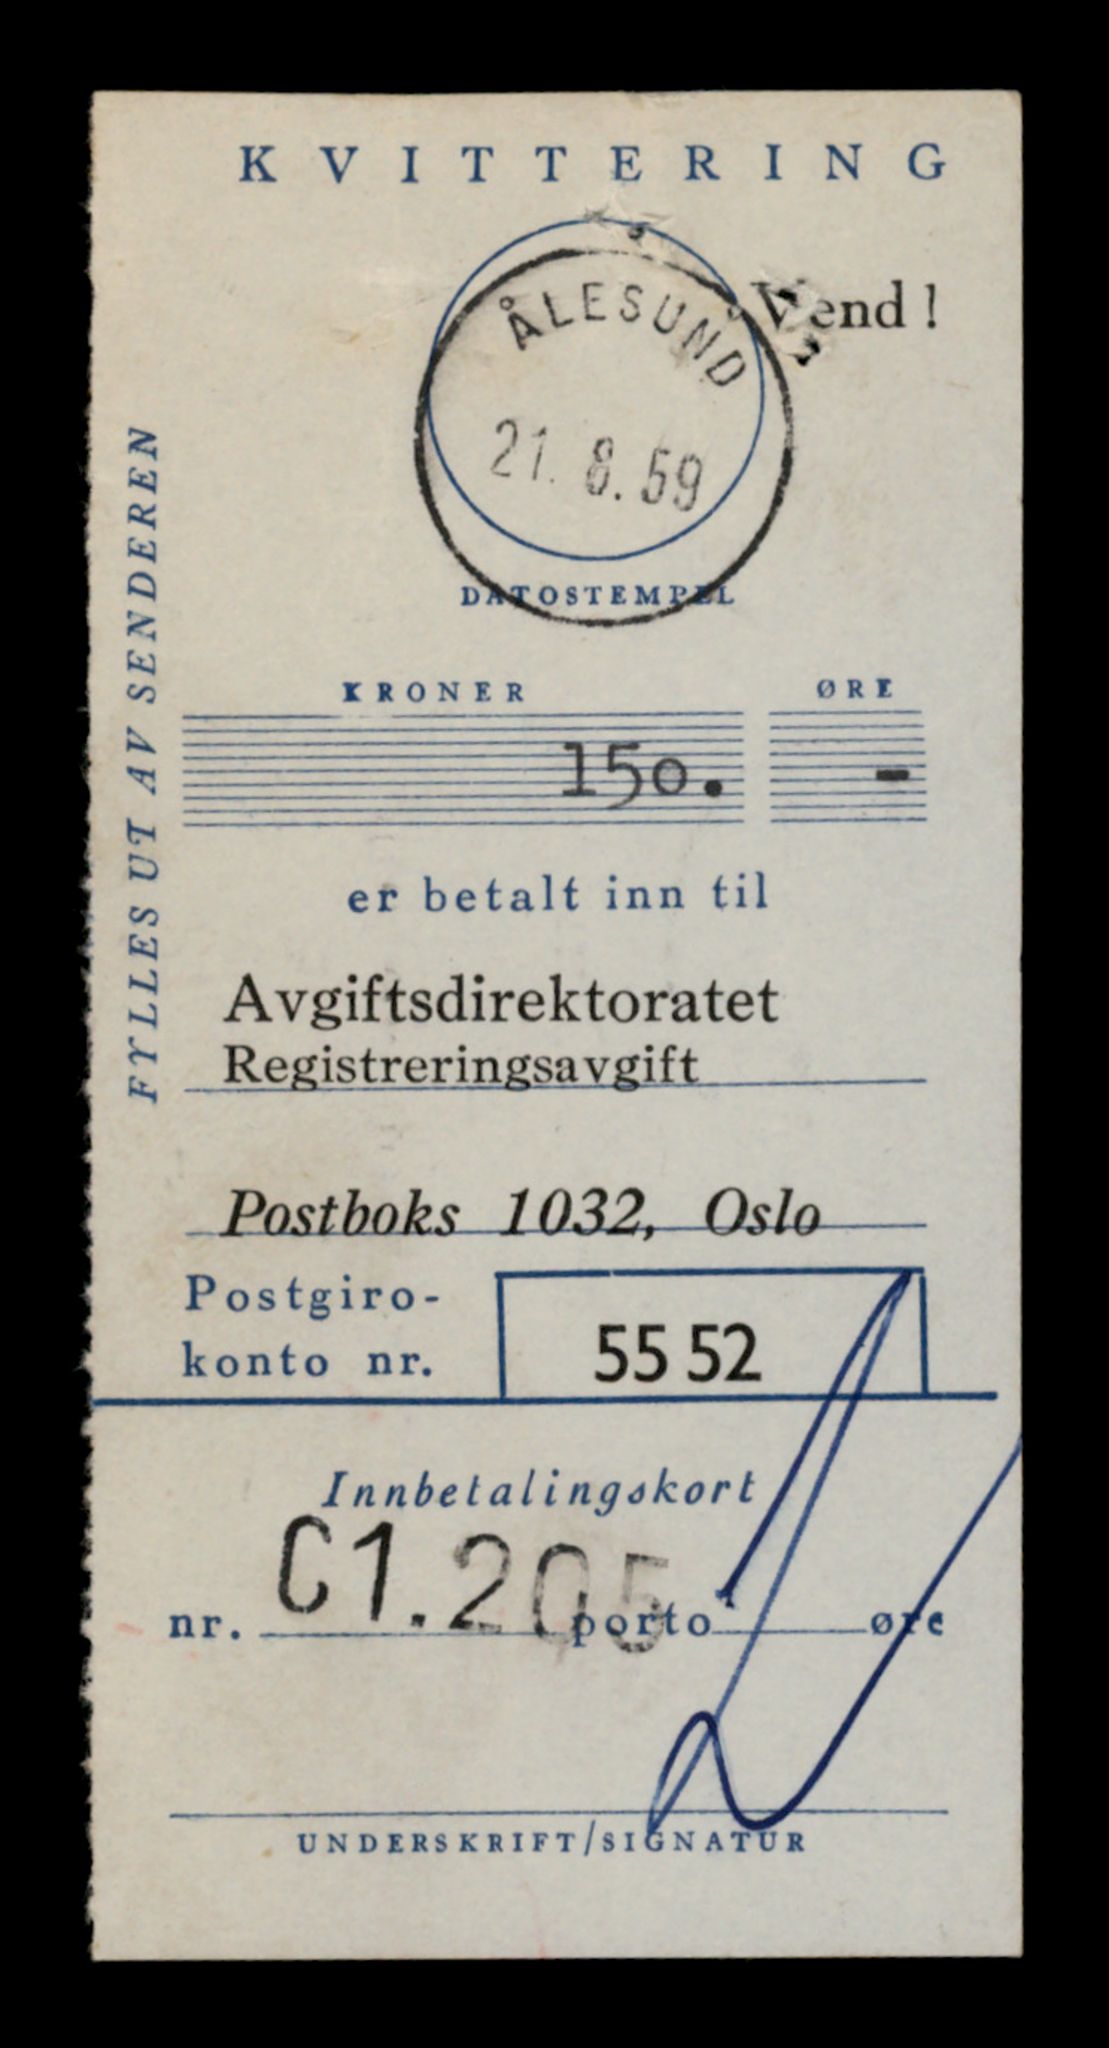 KVITTERING
Vend !
ÅLESUND
21. 8. 59
DATOSTEMPEL
FYLLES UT AV SENDEREN
KRONER ØRE
150. -
er betalt inn til
Avgiftsdirektoratet
Registreringsavgift
Postboks 1032, Oslo
Postgiro-
konto nr. 55 52
Innbetalingskort
nr. C1.205 porto øre
UNDERSKRIFT/SIGNATUR